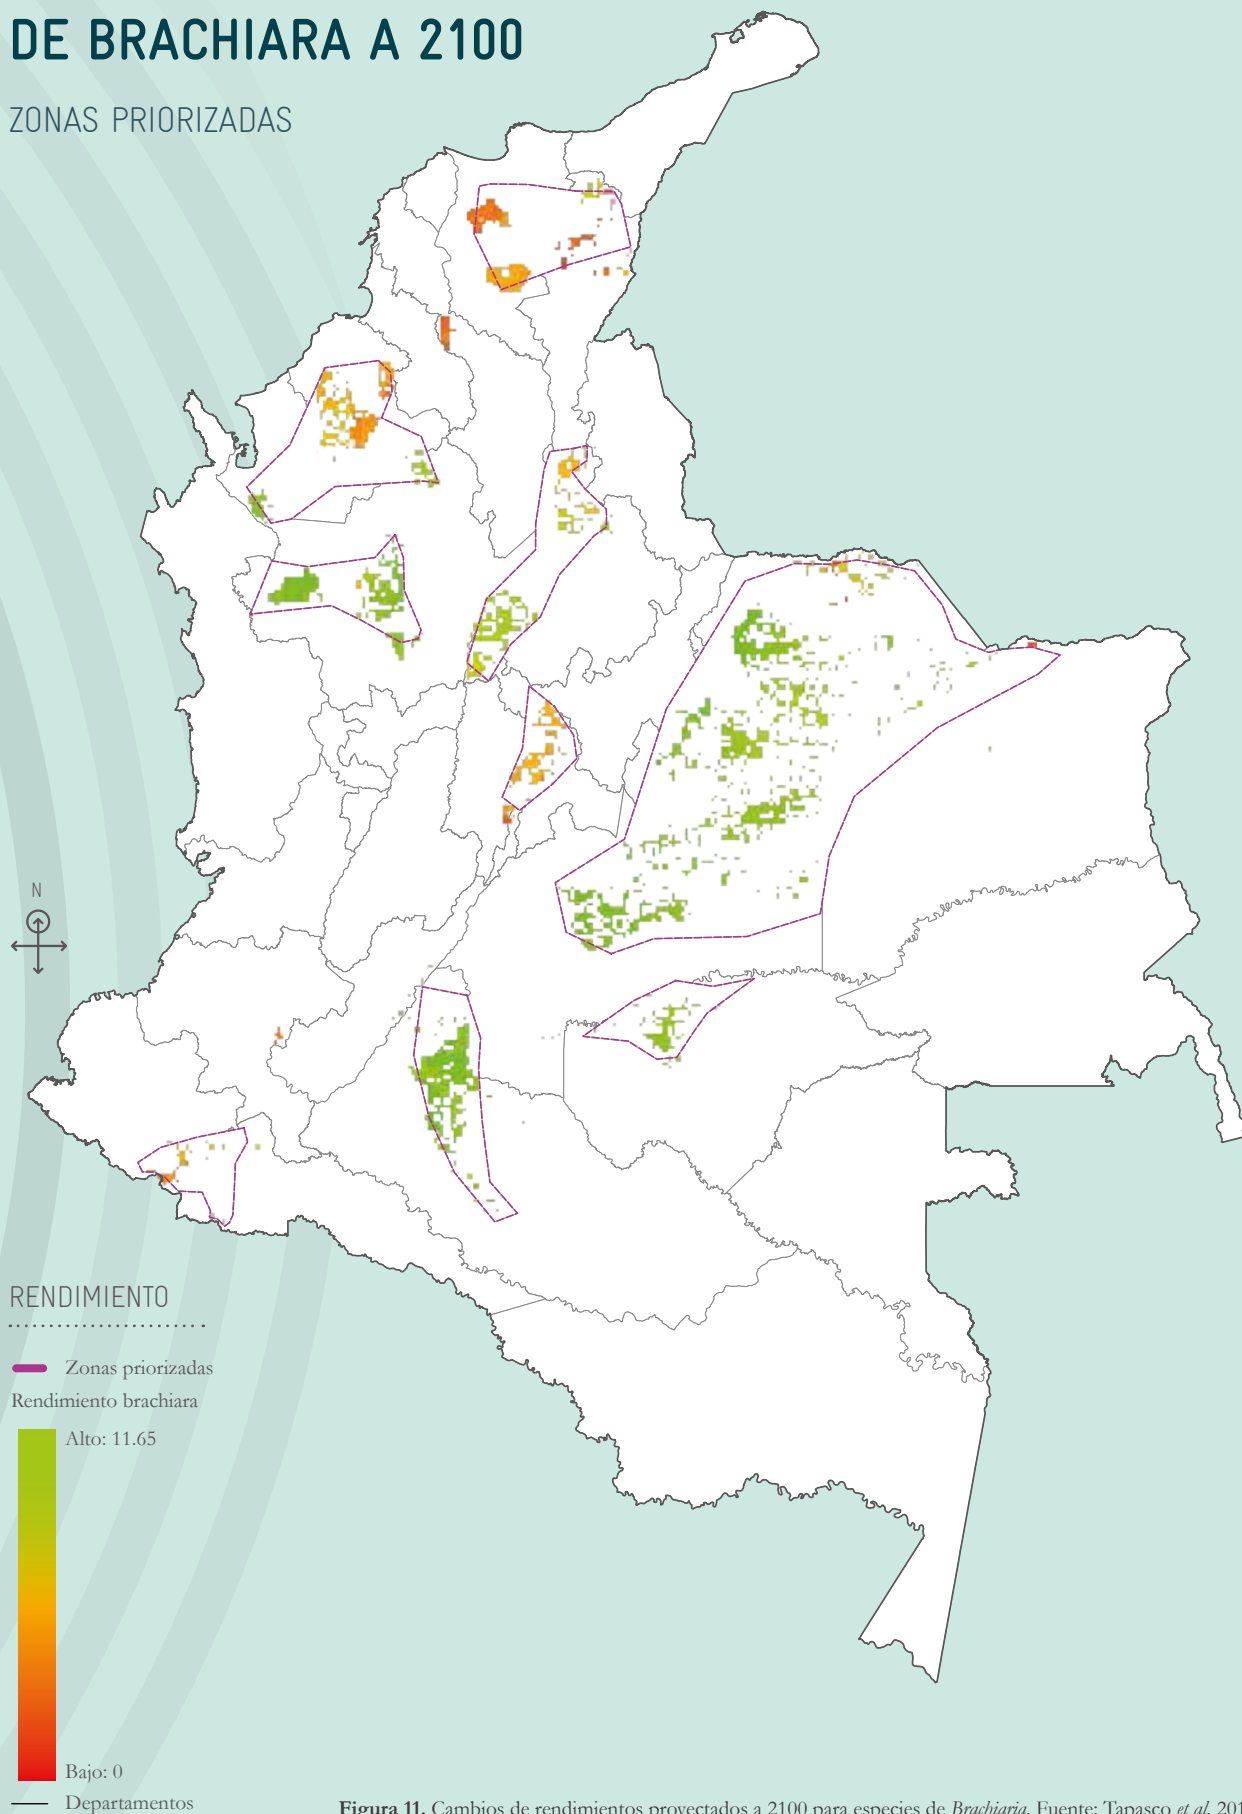 DE BRACHIARA A 2100
ZONAS PRIORIZADAS
N
RENDIMIENTO
Zonas priorizadas
Rendimiento brachiara
Alto: 11.65
Bajo: 0
Departamentos
Figura 11. Cambios de rendimientos proyectados a 2100 para especies de Brachiaria. Fuente: Tapasco et al. 201